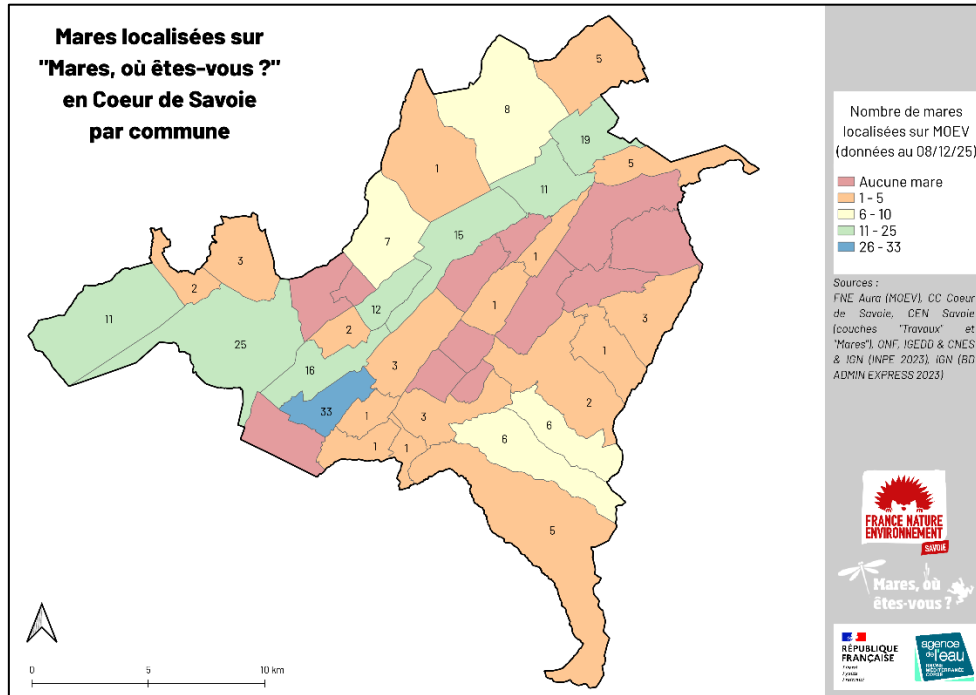 Mares localisées sur
"Mares, où êtes-vous ?"
en Coeur de Savoie
par commune
5
8
19
1
5
11
7
15
3
1
2
11
12
1
3
25
2
1
3
16
2
33
1
3
6
6
1
1
5
0
5
10 km
Nombre de mares
localisées sur MOEV
(données au 08/12/25)
Aucune mare
1 - 5
6 - 10
11 - 25
26 - 33
Sources :
FNE Aura (MOEV), CC Coeur
de Savoie, CEN Savoie
(couches "Travaux" et
"Mares"), ONF, IGEDD & CNES
& IGN (INPE 2023), IGN (BD
ADMIN EXPRESS 2023)
FRANCE NATURE
ENVIRONNEMENT
SAVOIE
Mares, où
êtes-vous ?
RÉPUBLIQUE
FRANÇAISE
agence
de l'eau
RHÔNE
MÉDITERRANÉE
CORSE